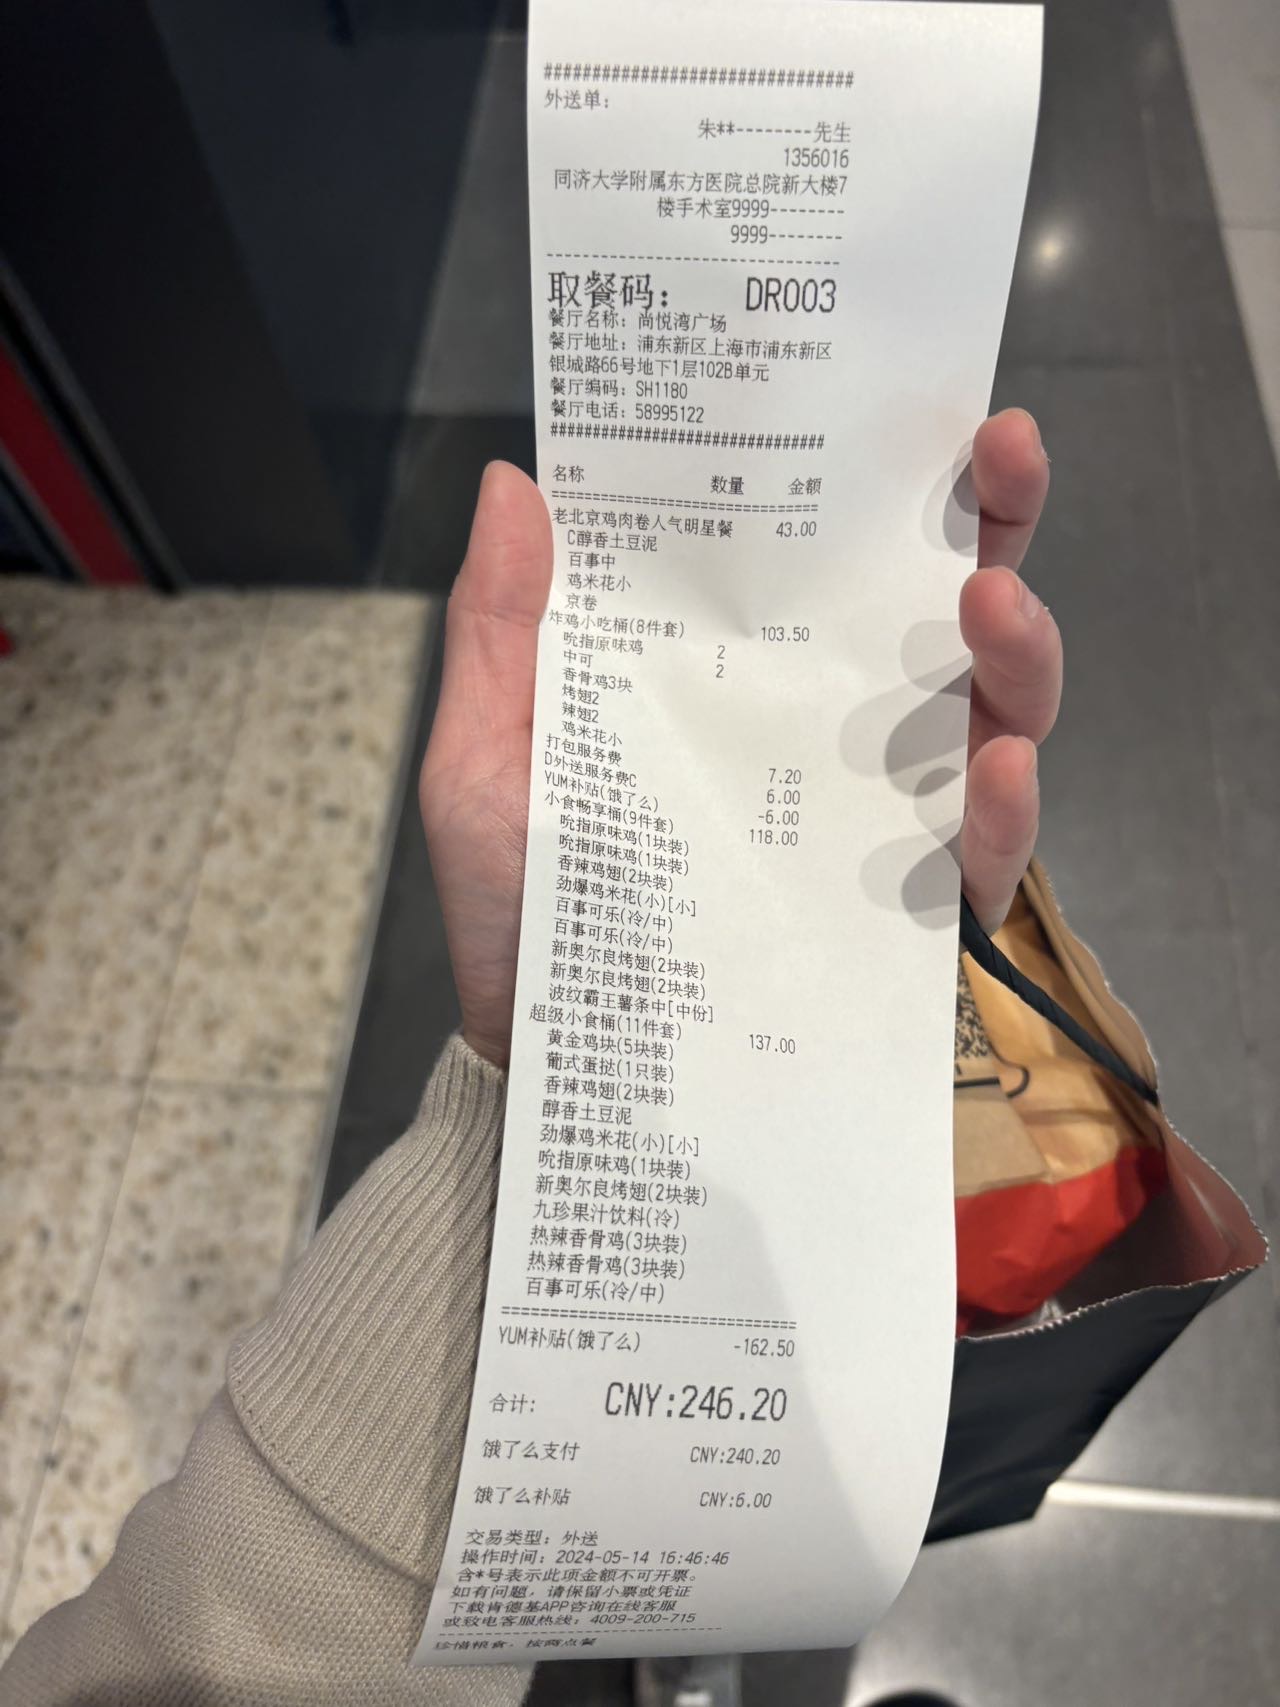 ##############################
外送单:
朱**--------先生
1356016
同济大学附属东方医院总院新大楼7
楼手术室9999--------
9999--------
------------------------------
取餐码: DR003
餐厅名称: 尚悦湾广场
餐厅地址: 浦东新区上海市浦东新区
银城路66号地下1层102B单元
餐厅编码: SH1180
餐厅电话: 58995122
##############################
名称 数量 金额
==============================
老北京鸡肉卷人气明星餐 43.00
C醇香土豆泥
百事中
鸡米花小
京卷
炸鸡小吃桶(8件套) 103.50
吮指原味鸡 2
中可 2
香骨鸡3块
烤翅2
辣翅2
鸡米花小
打包服务费 7.20
D外送服务费C 6.00
YUM补贴(饿了么) -6.00
小食畅享桶(9件套) 118.00
吮指原味鸡(1块装)
吮指原味鸡(1块装)
香辣鸡翅(2块装)
劲爆鸡米花(小)[小]
百事可乐(冷/中)
百事可乐(冷/中)
新奥尔良烤翅(2块装)
新奥尔良烤翅(2块装)
波纹霸王薯条中[中份]
超级小食桶(11件套) 137.00
黄金鸡块(5块装)
葡式蛋挞(1只装)
香辣鸡翅(2块装)
醇香土豆泥
劲爆鸡米花(小)[小]
吮指原味鸡(1块装)
新奥尔良烤翅(2块装)
九珍果汁饮料(冷)
热辣香骨鸡(3块装)
热辣香骨鸡(3块装)
百事可乐(冷/中)
==============================
YUM补贴(饿了么) -162.50
合计: CNY:246.20
饿了么支付 CNY:240.20
饿了么补贴 CNY:6.00
交易类型: 外送
操作时间: 2024-05-14 16:46:46
含*号表示此项金额不可开票。
如有问题, 请保留小票或凭证
下载肯德基APP咨询在线客服
或致电客服热线: 4009-200-715
------------------------------
珍惜粮食, 按需点餐